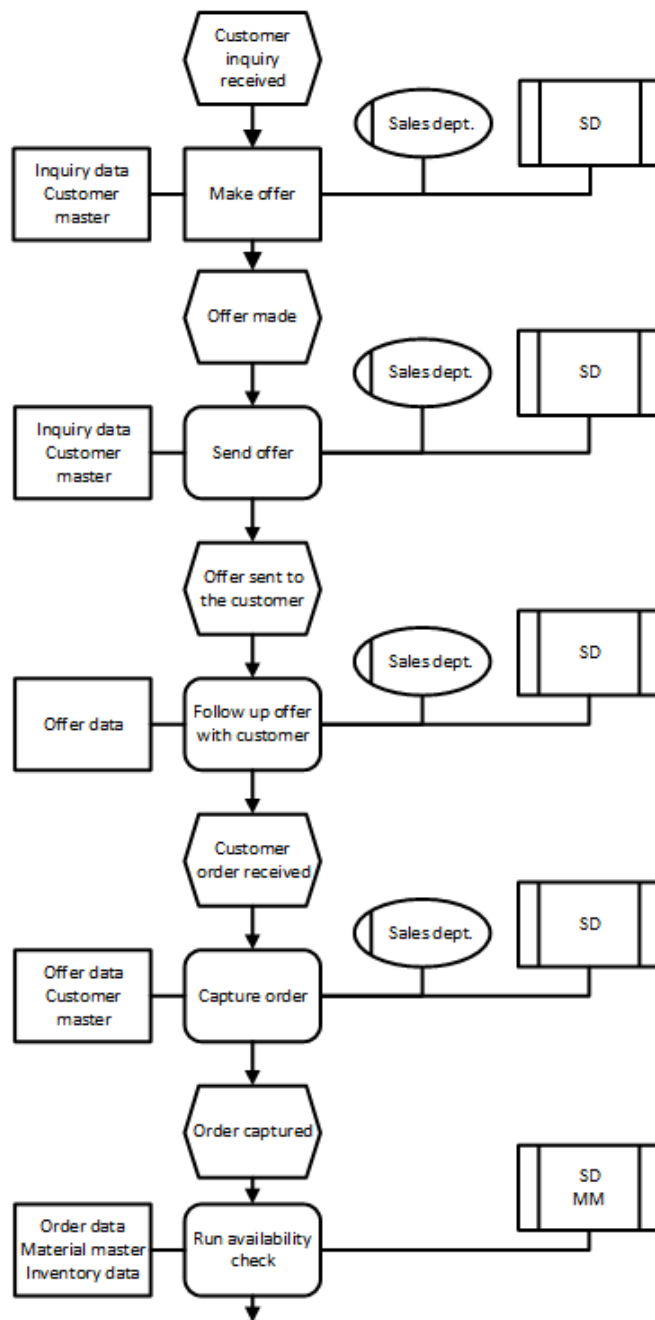 Customer
inquiry
received
Sales dept.
SD
Inquiry data
Customer
master
Make offer
Offer made
Sales dept.
SD
Inquiry data
Customer
master
Send offer
Offer sent to
the customer
Sales dept.
SD
Offer data
Follow up offer
with customer
Customer
order received
Sales dept.
SD
Offer data
Customer
master
Capture order
Order captured
SD
MM
Order data
Material master
Inventory data
Run availability
check